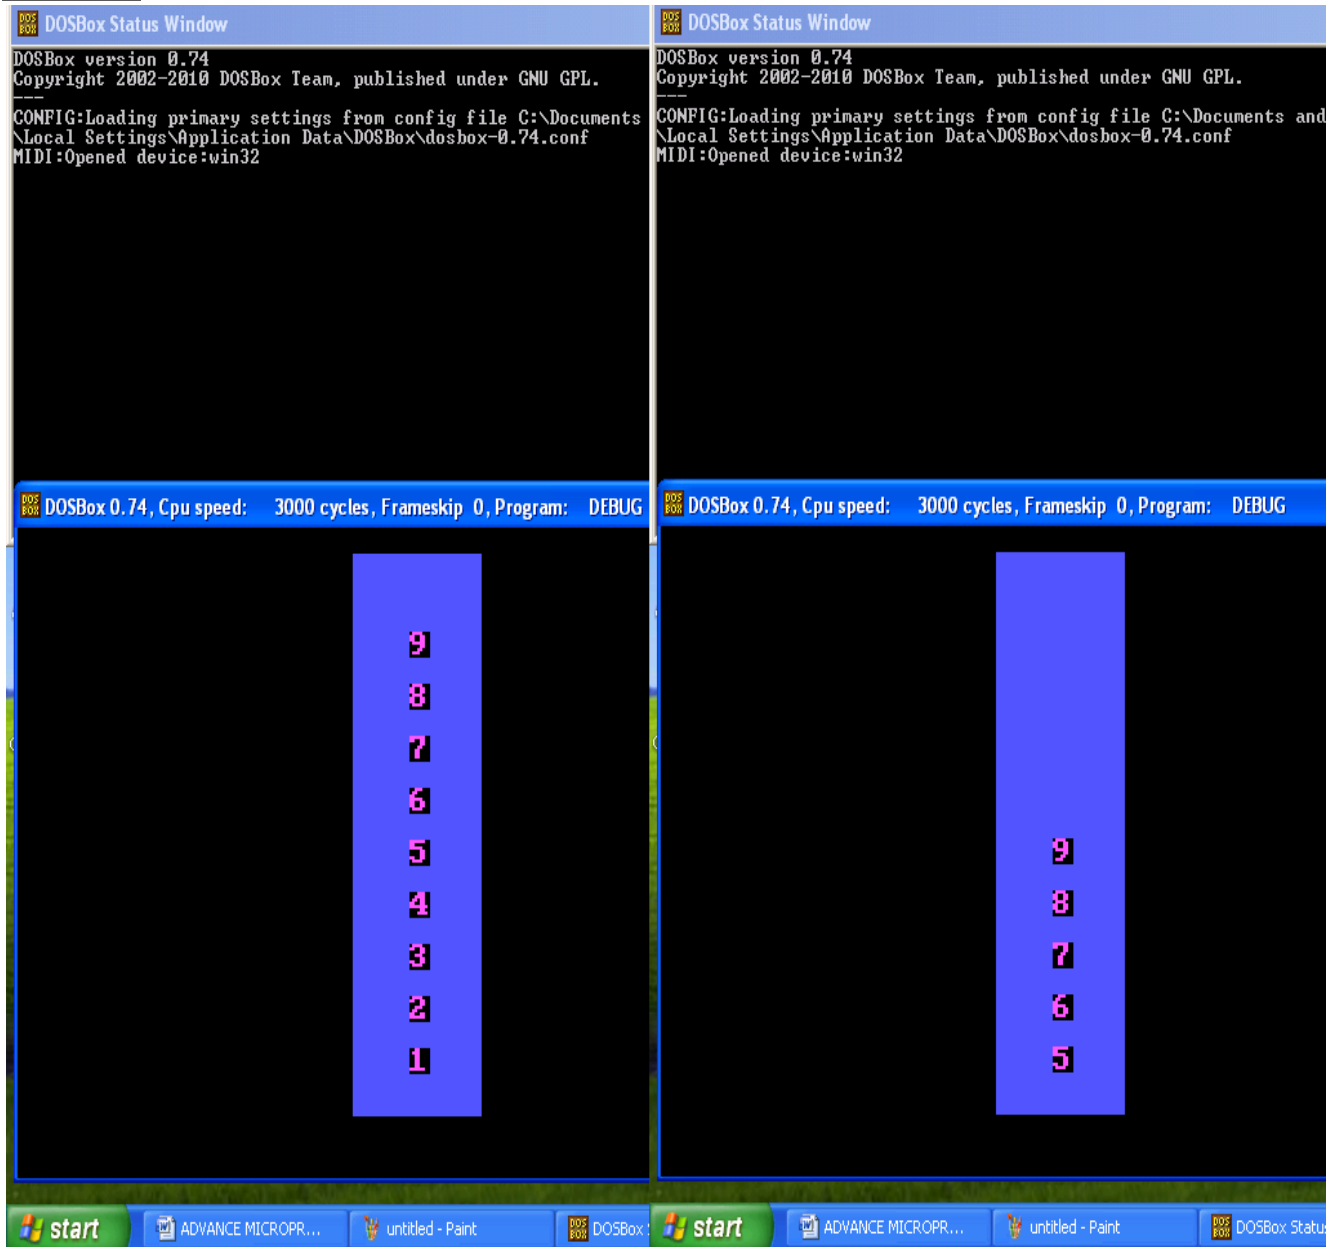 DOSBox Status Window
DOSBox version 0.74
Copyright 2002-2010 DOSBox Team, published under GNU GPL.
---
CONFIG:Loading primary settings from config file C:\Documents
\Local Settings\Application Data\DOSBox\dosbox-0.74.conf
MIDI:Opened device:win32
DOSBox 0.74, Cpu speed: 3000 cycles, Frameskip 0, Program: DEBUG
9
8
7
6
5
4
3
2
1
start
ADVANCE MICROPR...
untitled - Paint
DOSBox
DOSBox Status Window
DOSBox version 0.74
Copyright 2002-2010 DOSBox Team, published under GNU GPL.
---
CONFIG:Loading primary settings from config file C:\Documents and
\Local Settings\Application Data\DOSBox\dosbox-0.74.conf
MIDI:Opened device:win32
DOSBox 0.74, Cpu speed: 3000 cycles, Frameskip 0, Program: DEBUG
9
8
7
6
5
start
ADVANCE MICROPR...
untitled - Paint
DOSBox Statu